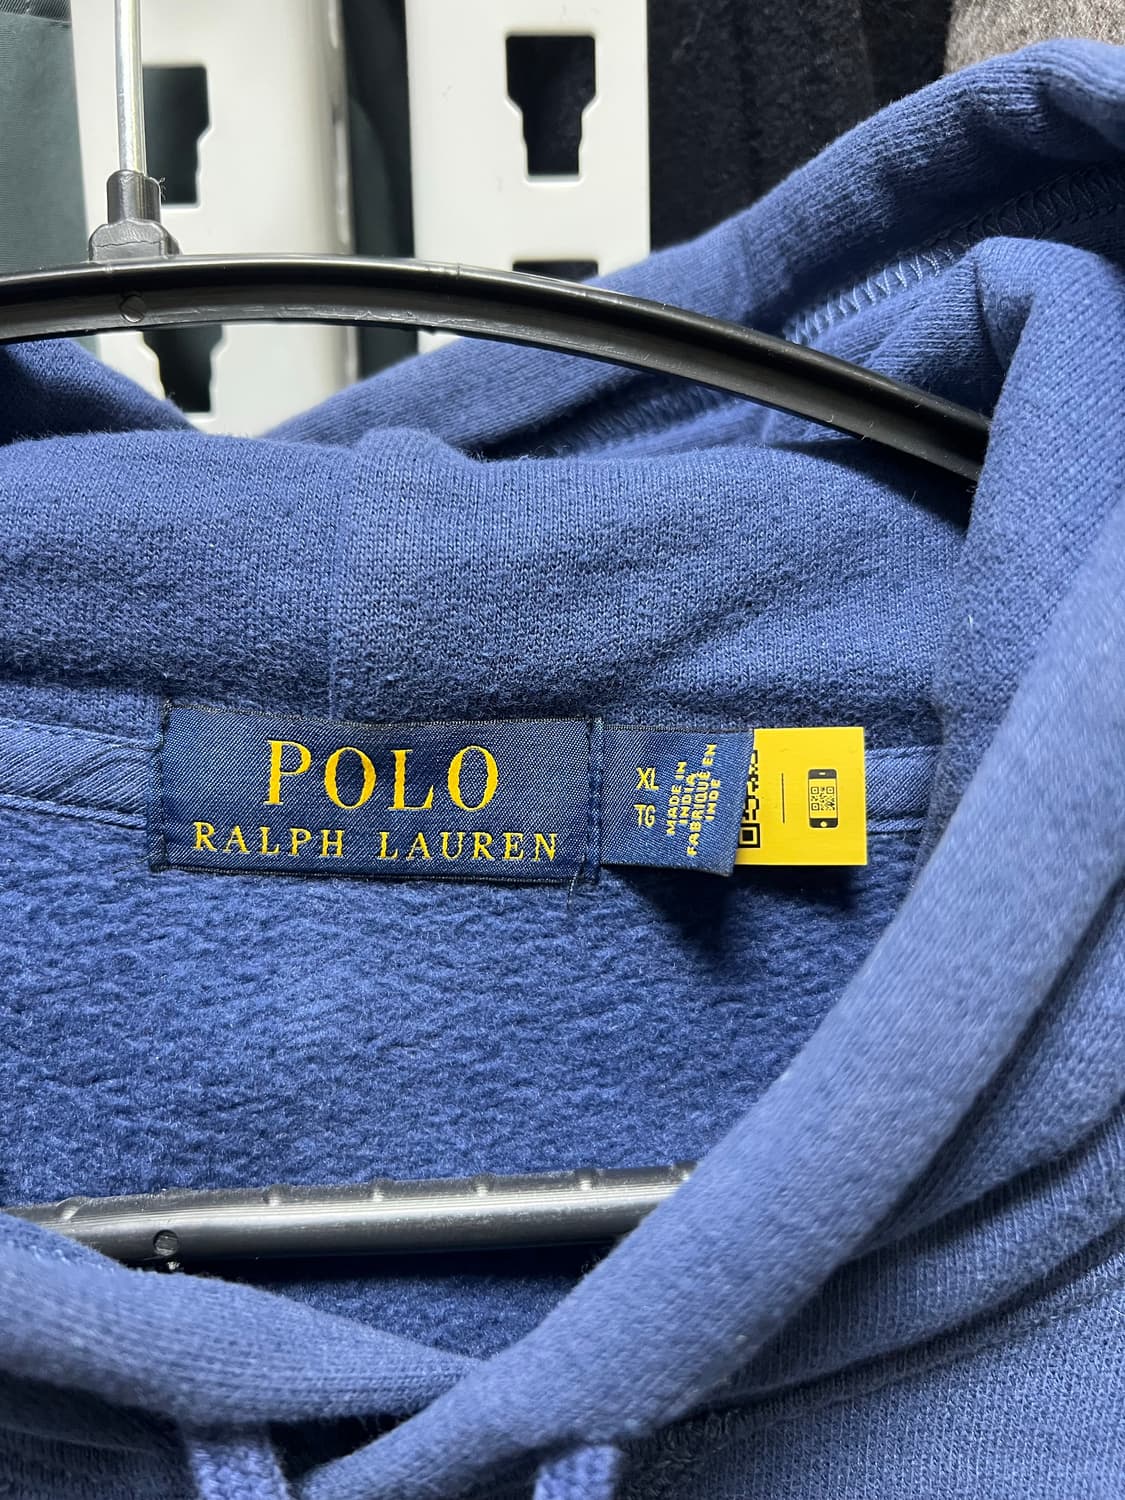 POLO
RALPH LAUREN
XL
TG
MADE IN
INDIA
FABRIQUÉ EN
INDE